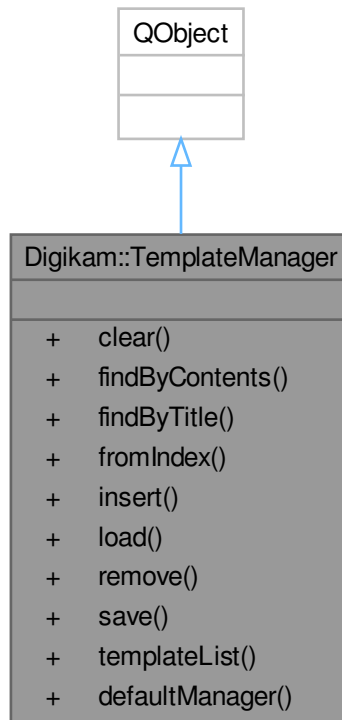 QObject
Digikam::TemplateManager
+ clear()
+ findByContents()
+ findByTitle()
+ fromIndex()
+ insert()
+ load()
+ remove()
+ save()
+ templateList()
+ defaultManager()